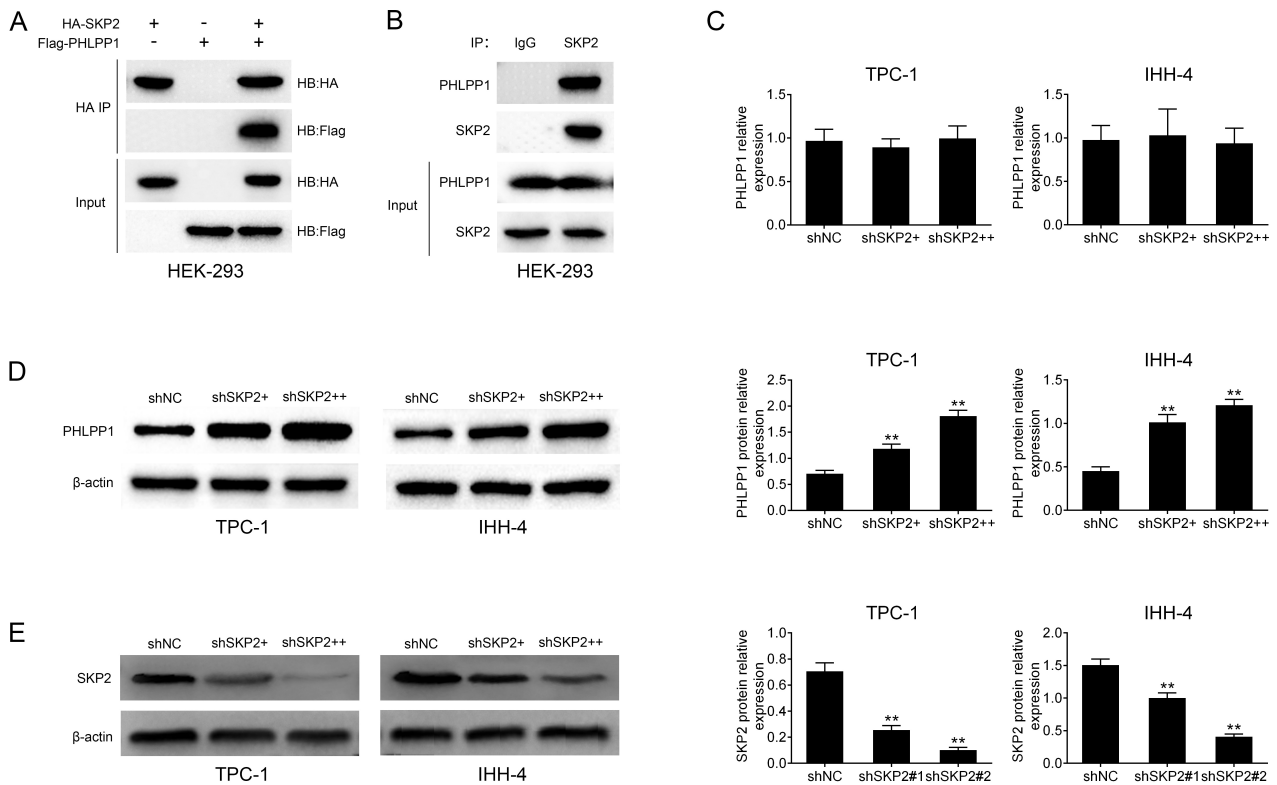 A
HA-SKP2 + - +
Flag-PHLPP1 - + +
HA IP
HB:HA
HB:Flag
Input
HB:HA
HB:Flag
HEK-293
B
IP: IgG SKP2
PHLPP1
SKP2
Input
PHLPP1
SKP2
HEK-293
C
TPC-1
PHLPP1 relative
expression
1.5
1.0
0.5
0.0
shNC shSKP2+ shSKP2++
IHH-4
PHLPP1 relative
expression
1.5
1.0
0.5
0.0
shNC shSKP2+ shSKP2++
D
shNC shSKP2+ shSKP2++
PHLPP1
β-actin
TPC-1
shNC shSKP2+ shSKP2++
IHH-4
TPC-1
PHLPP1 protein relative
expression
2.5
2.0
1.5
1.0
0.5
0.0
** **
shNC shSKP2+ shSKP2++
IHH-4
PHLPP1 protein relative
expression
1.5
1.0
0.5
0.0
** **
shNC shSKP2+ shSKP2++
E
shNC shSKP2+ shSKP2++
SKP2
β-actin
TPC-1
shNC shSKP2+ shSKP2++
IHH-4
TPC-1
SKP2 protein relative
expression
1.0
0.8
0.6
0.4
0.2
0.0
** **
shNC shSKP2#1 shSKP2#2
IHH-4
SKP2 protein relative
expression
2.0
1.5
1.0
0.5
0.0
** **
shNC shSKP2#1 shSKP2#2